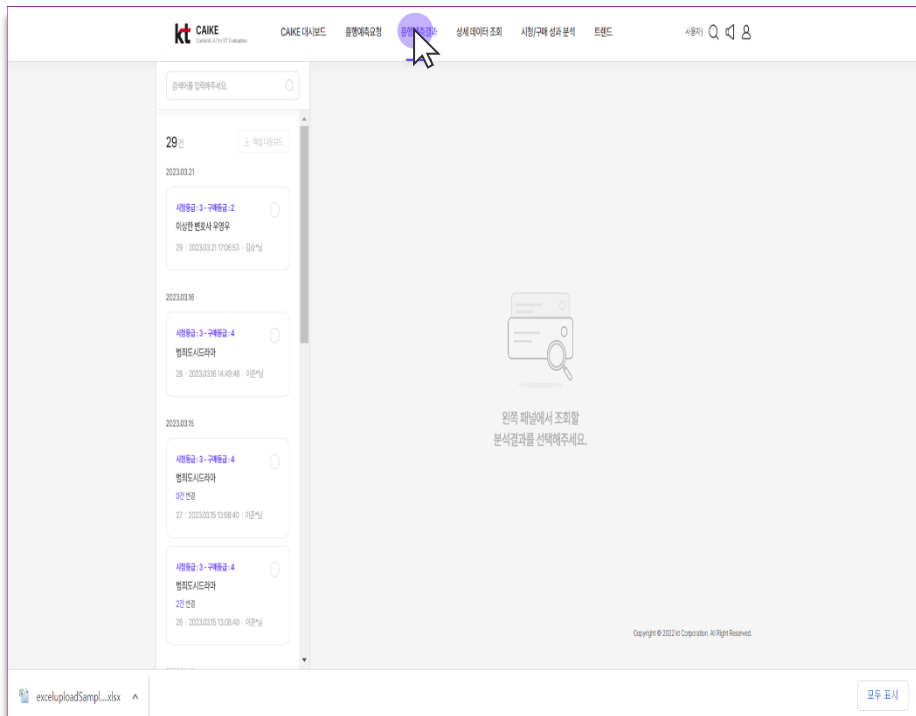 kt CAIKE
CAIKE 대시보드 흥행예측요청 흥행예측결과 상세 데이터 조회 시청/구매 성과 분석 트렌드 사용자)
검색어를 입력해주세요.
29건 엑셀 다운로드
2023.03.21
시청등급 : 3 - 구매등급 : 2
이상한 변호사 우영우
29 | 2023.03.21 17:06:53 | 김승*님
2023.03.16
시청등급 : 3 - 구매등급 : 4
범죄도시드라마
28 | 2023.03.16 14:49:46 | 이준*님
2023.03.15
시청등급 : 3 - 구매등급 : 4
범죄도시드라마
0건 변경
27 | 2023.03.15 13:08:40 | 이준*님
시청등급 : 3 - 구매등급 : 4
범죄도시드라마
2건 변경
26 | 2023.03.15 13:08:40 | 이준*님
왼쪽 패널에서 조회할
분석결과를 선택해주세요.
Copyright © 2022 kt Corporation. All Right Reserved.
exceluploadSampl....xlsx
모두 표시